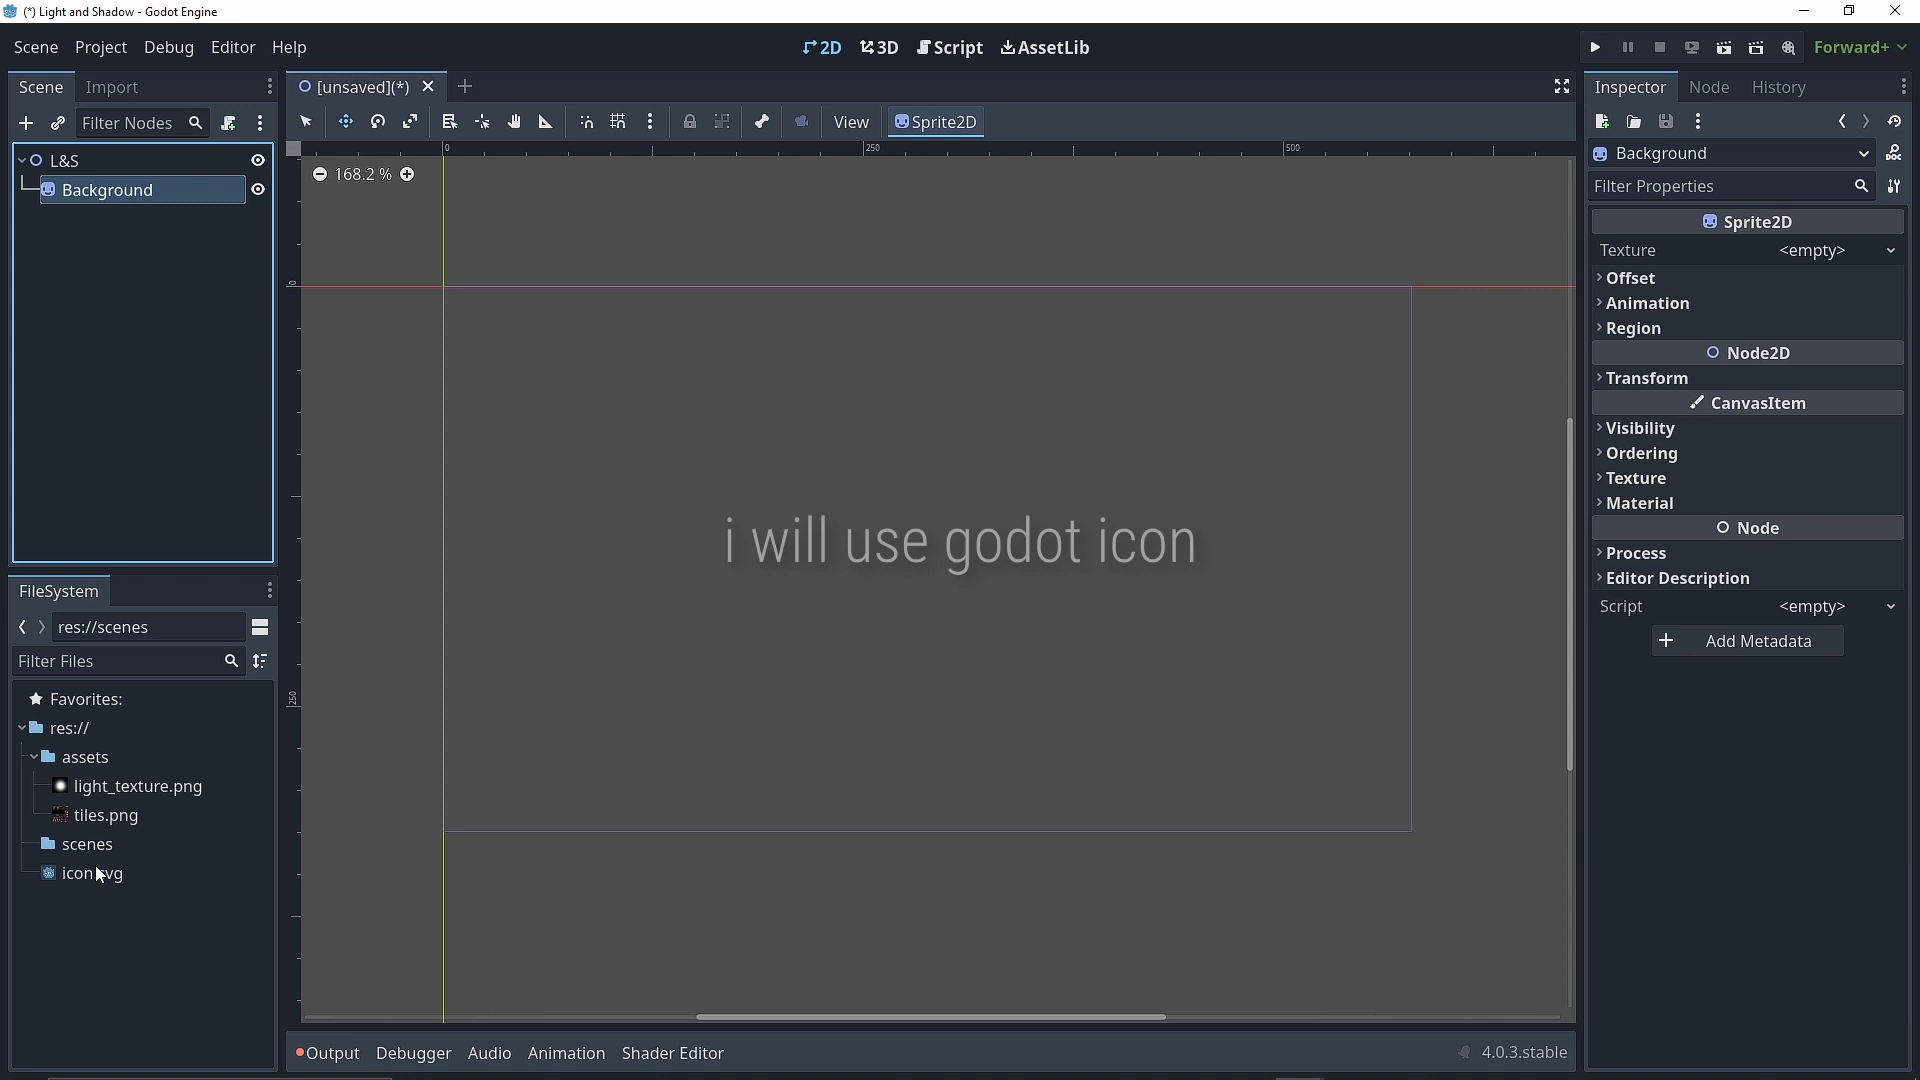 (*) Light and Shadow - Godot Engine
Scene Project Debug Editor Help
2D 3D Script AssetLib
Forward+
Scene Import
[unsaved](*)
Inspector Node History
Filter Nodes
View Sprite2D
L&S
Background
0 250 500
168.2 %
0
250
i will use godot icon
Background
Filter Properties
Sprite2D
Texture <empty>
Offset
Animation
Region
Node2D
Transform
CanvasItem
Visibility
Ordering
Texture
Material
Node
Process
Editor Description
Script <empty>
Add Metadata
FileSystem
res://scenes
Filter Files
Favorites:
res://
assets
light_texture.png
tiles.png
scenes
icon.svg
Output Debugger Audio Animation Shader Editor
4.0.3.stable